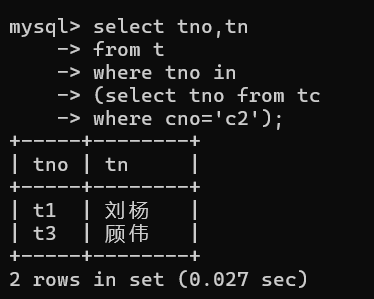 mysql> select tno,tn
    -> from t
    -> where tno in
    -> (select tno from tc
    -> where cno='c2');
+-----+--------+
| tno | tn     |
+-----+--------+
| t1  | 刘杨   |
| t3  | 顾伟   |
+-----+--------+
2 rows in set (0.027 sec)